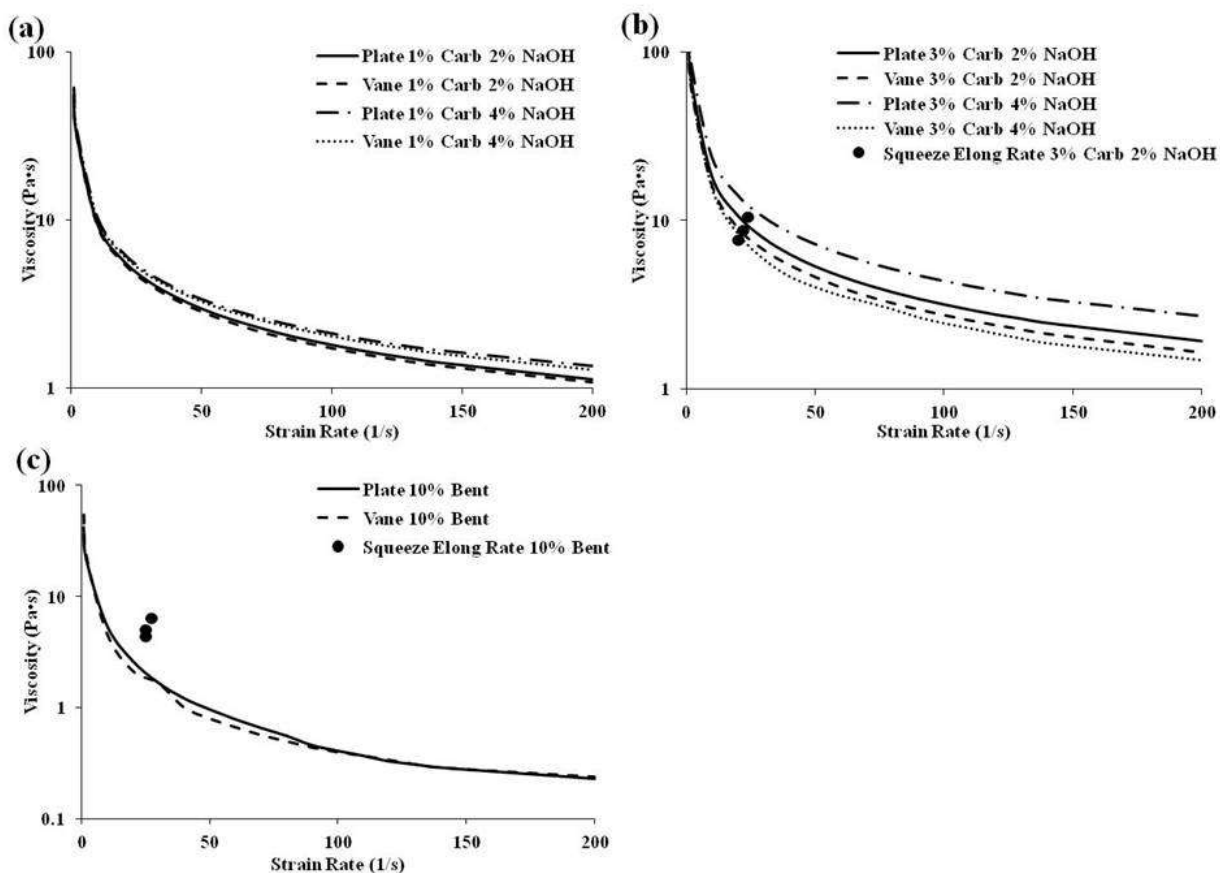 (a)
Plate 1% Carb 2% NaOH
Vane 1% Carb 2% NaOH
Plate 1% Carb 4% NaOH
Vane 1% Carb 4% NaOH
100
10
1
Viscosity (Pa•s)
0
50
100
150
200
Strain Rate (1/s)
(b)
Plate 3% Carb 2% NaOH
Vane 3% Carb 2% NaOH
Plate 3% Carb 4% NaOH
Vane 3% Carb 4% NaOH
Squeeze Elong Rate 3% Carb 2% NaOH
100
10
1
Viscosity (Pa•s)
0
50
100
150
200
Strain Rate (1/s)
(c)
Plate 10% Bent
Vane 10% Bent
Squeeze Elong Rate 10% Bent
100
10
1
0.1
Viscosity (Pa•s)
0
50
100
150
200
Strain Rate (1/s)